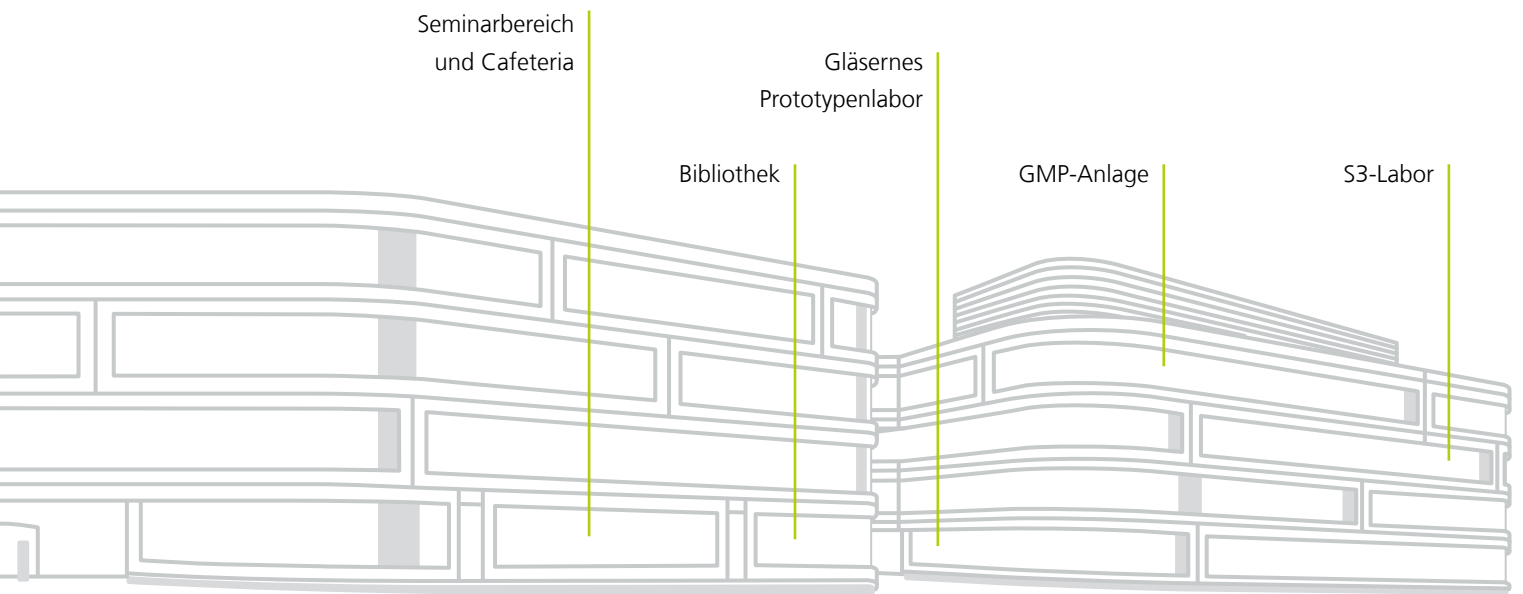 Seminarbereich
und Cafeteria
Gläsernes
Prototypenlabor
Bibliothek
GMP-Anlage
S3-Labor